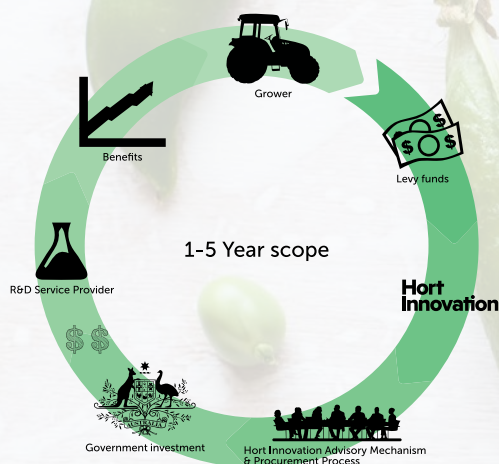 Grower
$ $
Levy funds
Benefits
1-5 Year scope
R&D Service Provider
Hort
Innovation
$ $
AUSTRALIA
Government investment
Hort Innovation Advisory Mechanism
& Procurement Process